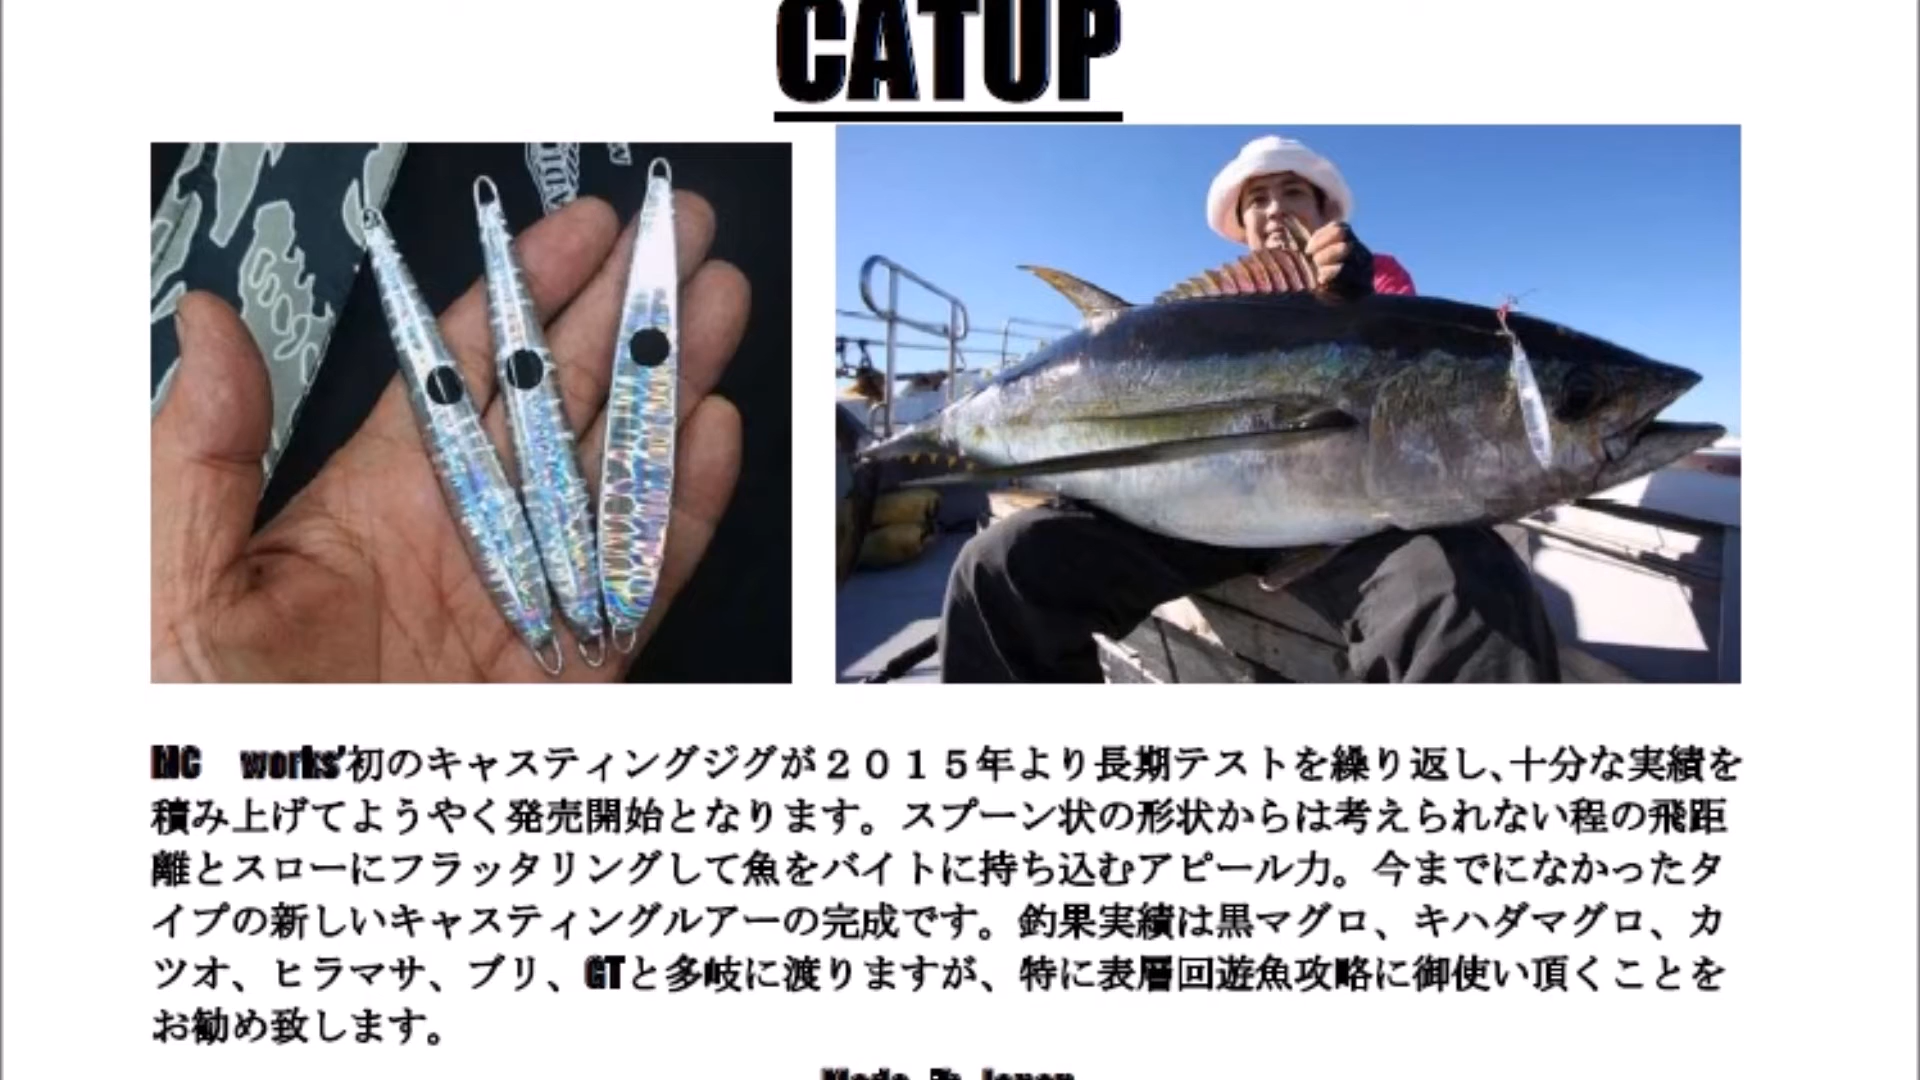 CATUP
MC works'初のキャスティングジグが２０１５年より長期テストを繰り返し、十分な実績を
積み上げてようやく発売開始となります。スプーン状の形状からは考えられない程の飛距
離とスローにフラッタリングして魚をバイトに持ち込むアピール力。今までになかったタ
イプの新しいキャスティングルアーの完成です。釣果実績は黒マグロ、キハダマグロ、カ
ツオ、ヒラマサ、ブリ、GTと多岐に渡りますが、特に表層回遊魚攻略に御使い頂くことを
お勧め致します。